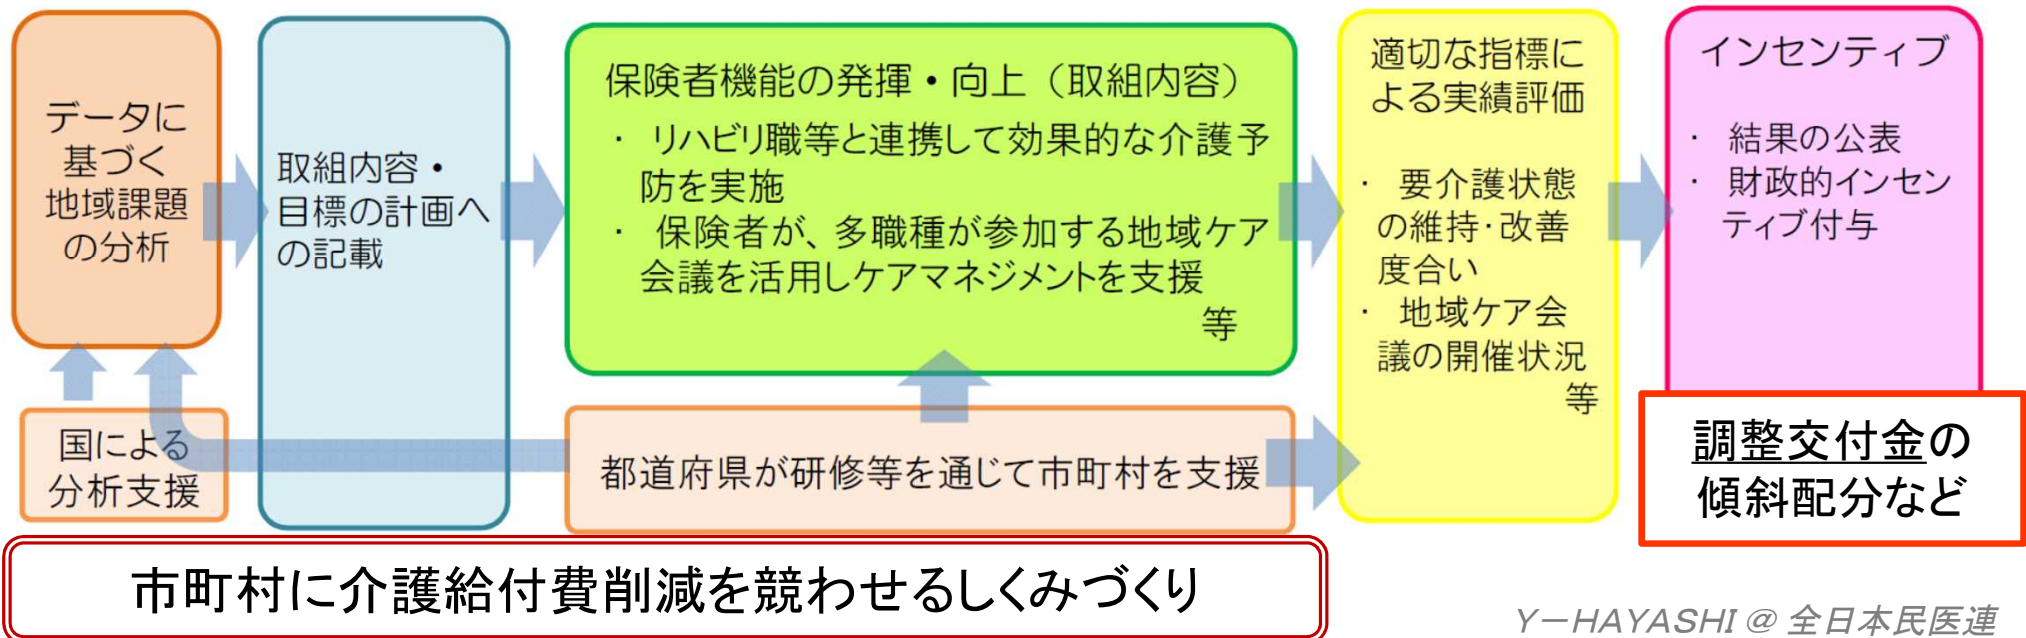 データに
基づく
地域課題
の分析
取組内容・
目標の計画へ
の記載
保険者機能の発揮・向上（取組内容）
・ リハビリ職等と連携して効果的な介護予
防を実施
・ 保険者が、多職種が参加する地域ケア
会議を活用しケアマネジメントを支援
等
適切な指標に
よる実績評価
・ 要介護状態
の維持・改善
度合い
・ 地域ケア会
議の開催状況
等
インセンティブ
・ 結果の公表
・ 財政的インセン
ティブ付与
国による
分析支援
都道府県が研修等を通じて市町村を支援
調整交付金の
傾斜配分など
市町村に介護給付費削減を競わせるしくみづくり
Y－HAYASHI＠全日本民医連